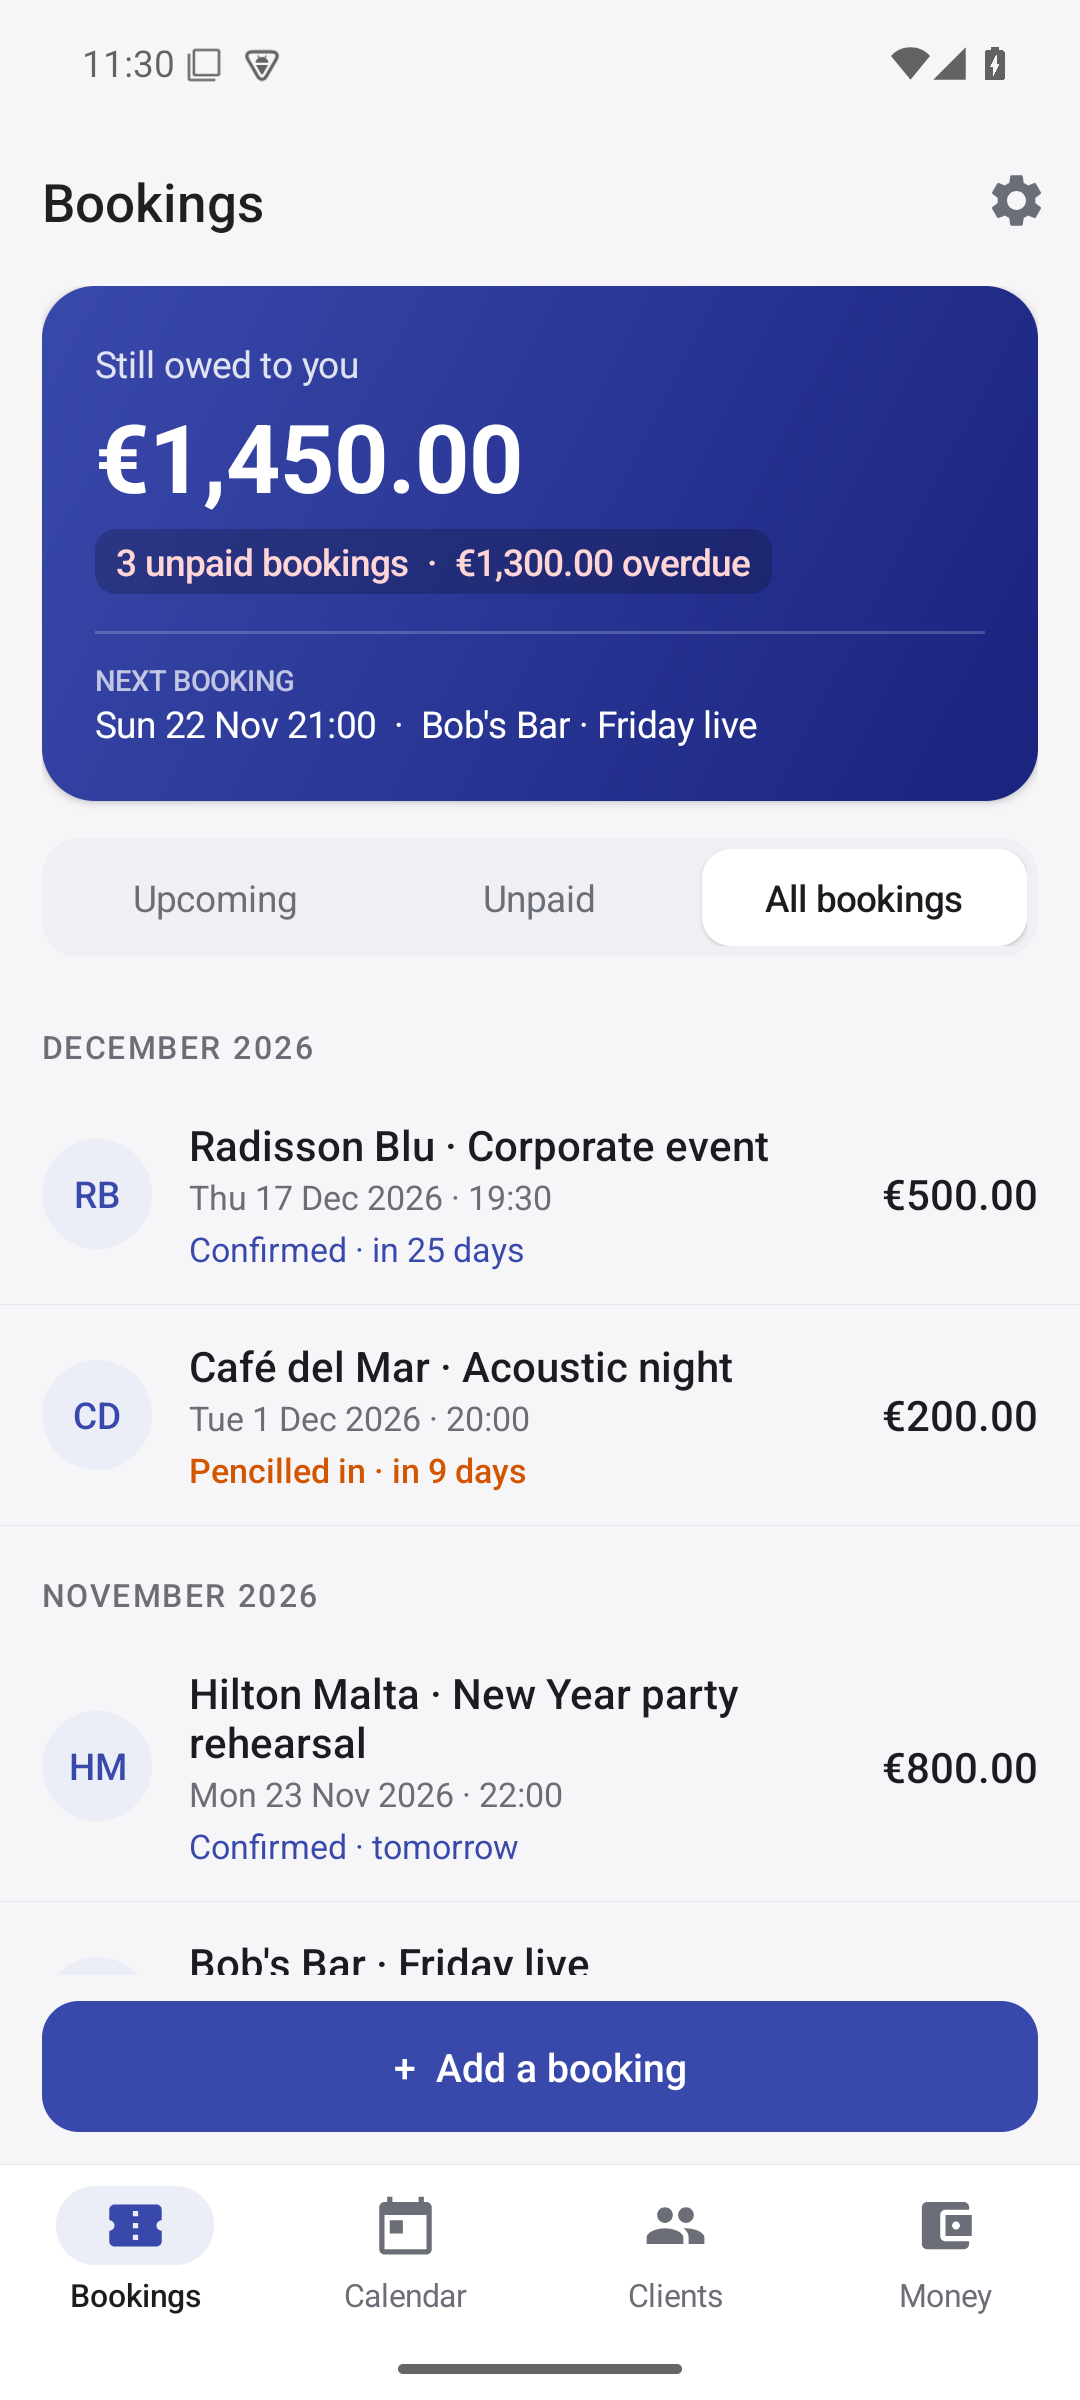 11:30
Bookings
Still owed to you
€1,450.00
3 unpaid bookings · €1,300.00 overdue
NEXT BOOKING
Sun 22 Nov 21:00 · Bob's Bar · Friday live
Upcoming
Unpaid
All bookings
DECEMBER 2026
RB
Radisson Blu · Corporate event
Thu 17 Dec 2026 · 19:30
Confirmed · in 25 days
€500.00
CD
Café del Mar · Acoustic night
Tue 1 Dec 2026 · 20:00
Pencilled in · in 9 days
€200.00
NOVEMBER 2026
HM
Hilton Malta · New Year party
rehearsal
Mon 23 Nov 2026 · 22:00
Confirmed · tomorrow
€800.00
Bob's Bar · Friday live
+ Add a booking
Bookings
Calendar
Clients
Money